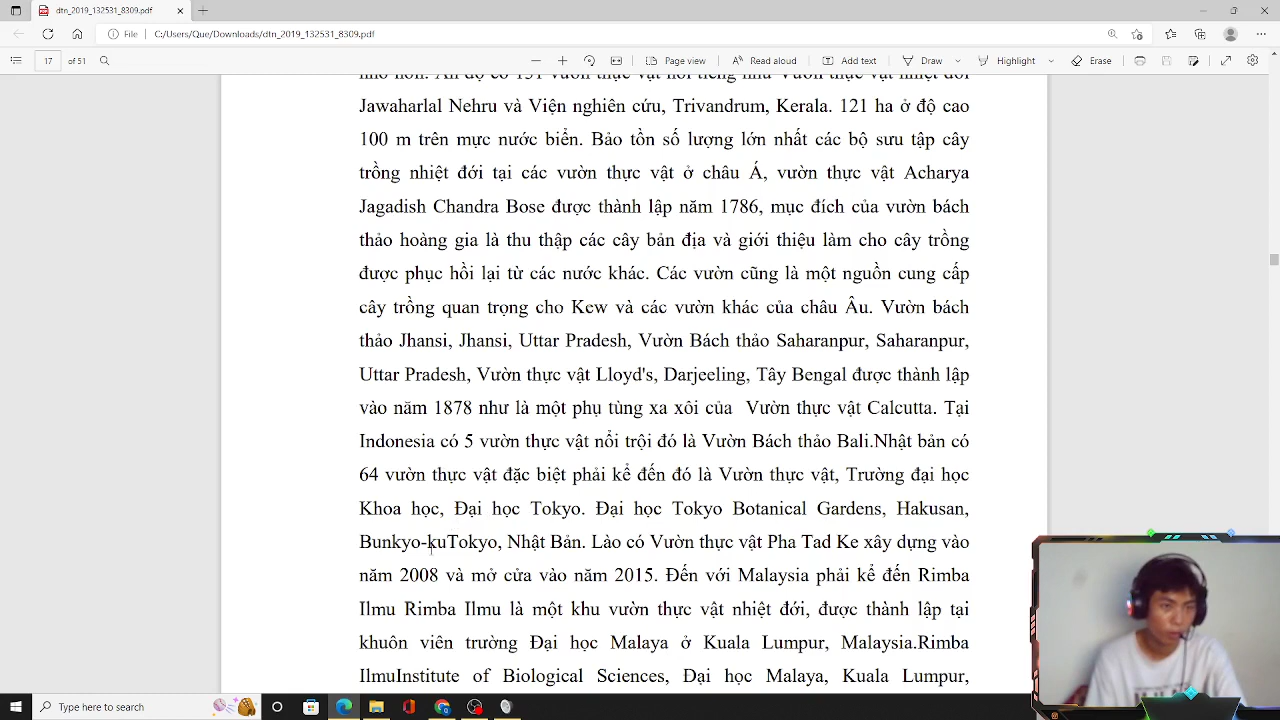 dtn_2019_132531_8309.pdf
File C:/Users/Que/Downloads/dtn_2019_132531_8309.pdf
17 of 51 Page view Read aloud Add text Draw Highlight Erase
Jawaharlal Nehru và Viện nghiên cứu, Trivandrum, Kerala. 121 ha ở độ cao
100 m trên mực nước biển. Bảo tồn số lượng lớn nhất các bộ sưu tập cây
trồng nhiệt đới tại các vườn thực vật ở châu Á, vườn thực vật Acharya
Jagadish Chandra Bose được thành lập năm 1786, mục đích của vườn bách
thảo hoàng gia là thu thập các cây bản địa và giới thiệu làm cho cây trồng
được phục hồi lại từ các nước khác. Các vườn cũng là một nguồn cung cấp
cây trồng quan trọng cho Kew và các vườn khác của châu Âu. Vườn bách
thảo Jhansi, Jhansi, Uttar Pradesh, Vườn Bách thảo Saharanpur, Saharanpur,
Uttar Pradesh, Vườn thực vật Lloyd's, Darjeeling, Tây Bengal được thành lập
vào năm 1878 như là một phụ tùng xa xôi của Vườn thực vật Calcutta. Tại
Indonesia có 5 vườn thực vật nổi trội đó là Vườn Bách thảo Bali.Nhật bản có
64 vườn thực vật đặc biệt phải kể đến đó là Vườn thực vật, Trường đại học
Khoa học, Đại học Tokyo. Đại học Tokyo Botanical Gardens, Hakusan,
Bunkyo-kuTokyo, Nhật Bản. Lào có Vườn thực vật Pha Tad Ke xây dựng vào
năm 2008 và mở cửa vào năm 2015. Đến với Malaysia phải kể đến Rimba
Ilmu Rimba Ilmu là một khu vườn thực vật nhiệt đới, được thành lập tại
khuôn viên trường Đại học Malaya ở Kuala Lumpur, Malaysia.Rimba
IlmuInstitute of Biological Sciences, Đại học Malaya, Kuala Lumpur,
Type here to search